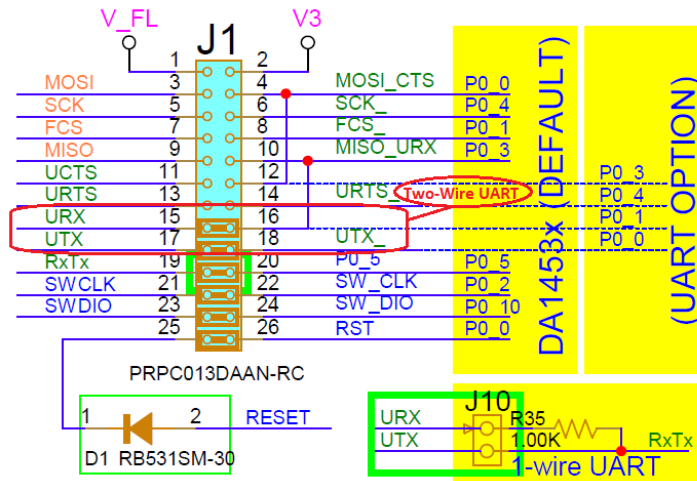 V_FL J1 V3
1 2
MOSI 3 4 MOSI_CTS P0_0
SCK 5 6 SCK_ P0_4
FCS 7 8 FCS_ P0_1
MISO 9 10 MISO_URX P0_3
UCTS 11 12 P0_3
URTS 13 14 URTS_ Two-Wire UART P0_4
URX 15 16 P0_1
UTX 17 18 UTX_ P0_0
RxTx 19 20 P0_5 P0_5
SWCLK 21 22 SW_CLK P0_2
SWDIO 23 24 SW_DIO P0_10
25 26 RST P0_0
DA1453x (DEFAULT)
(UART OPTION)
PRPC013DAAN-RC
1 2 RESET
D1 RB531SM-30
J10
URX R35
UTX 1.00K RxTx
1-wire UART